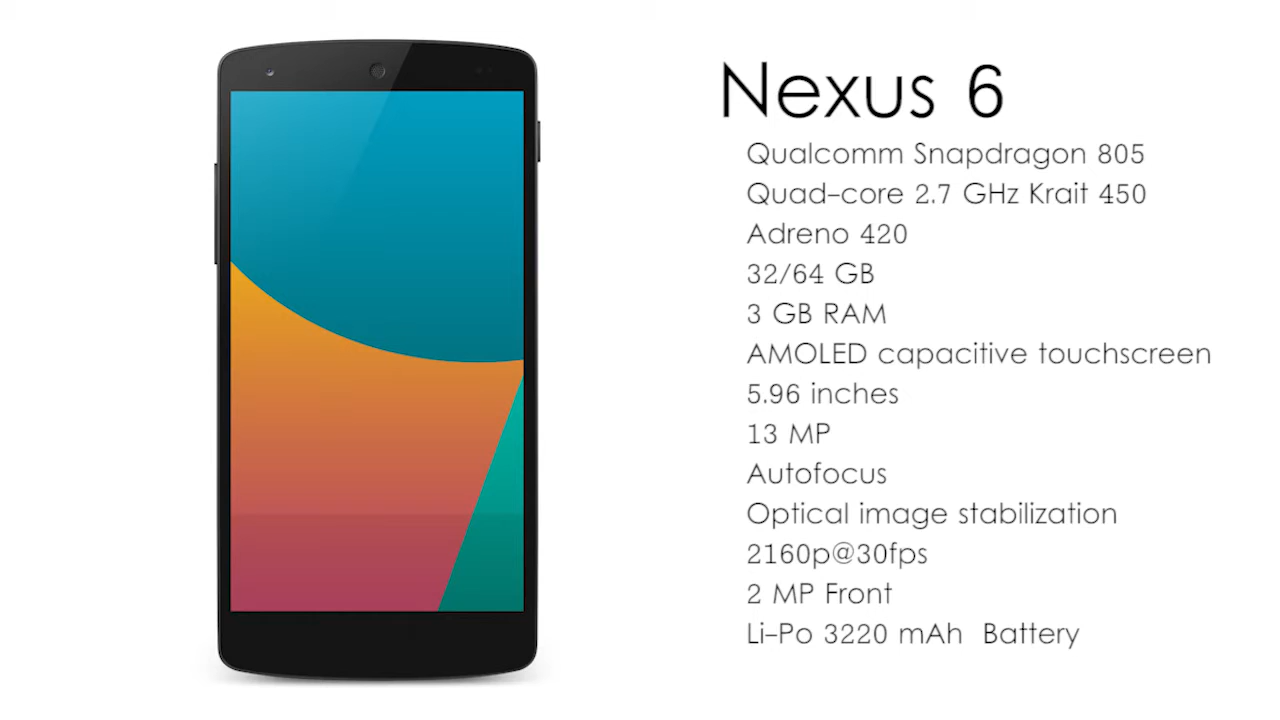 Nexus 6
Qualcomm Snapdragon 805
Quad-core 2.7 GHz Krait 450
Adreno 420
32/64 GB
3 GB RAM
AMOLED capacitive touchscreen
5.96 inches
13 MP
Autofocus
Optical image stabilization
2160p@30fps
2 MP Front
Li-Po 3220 mAh  Battery